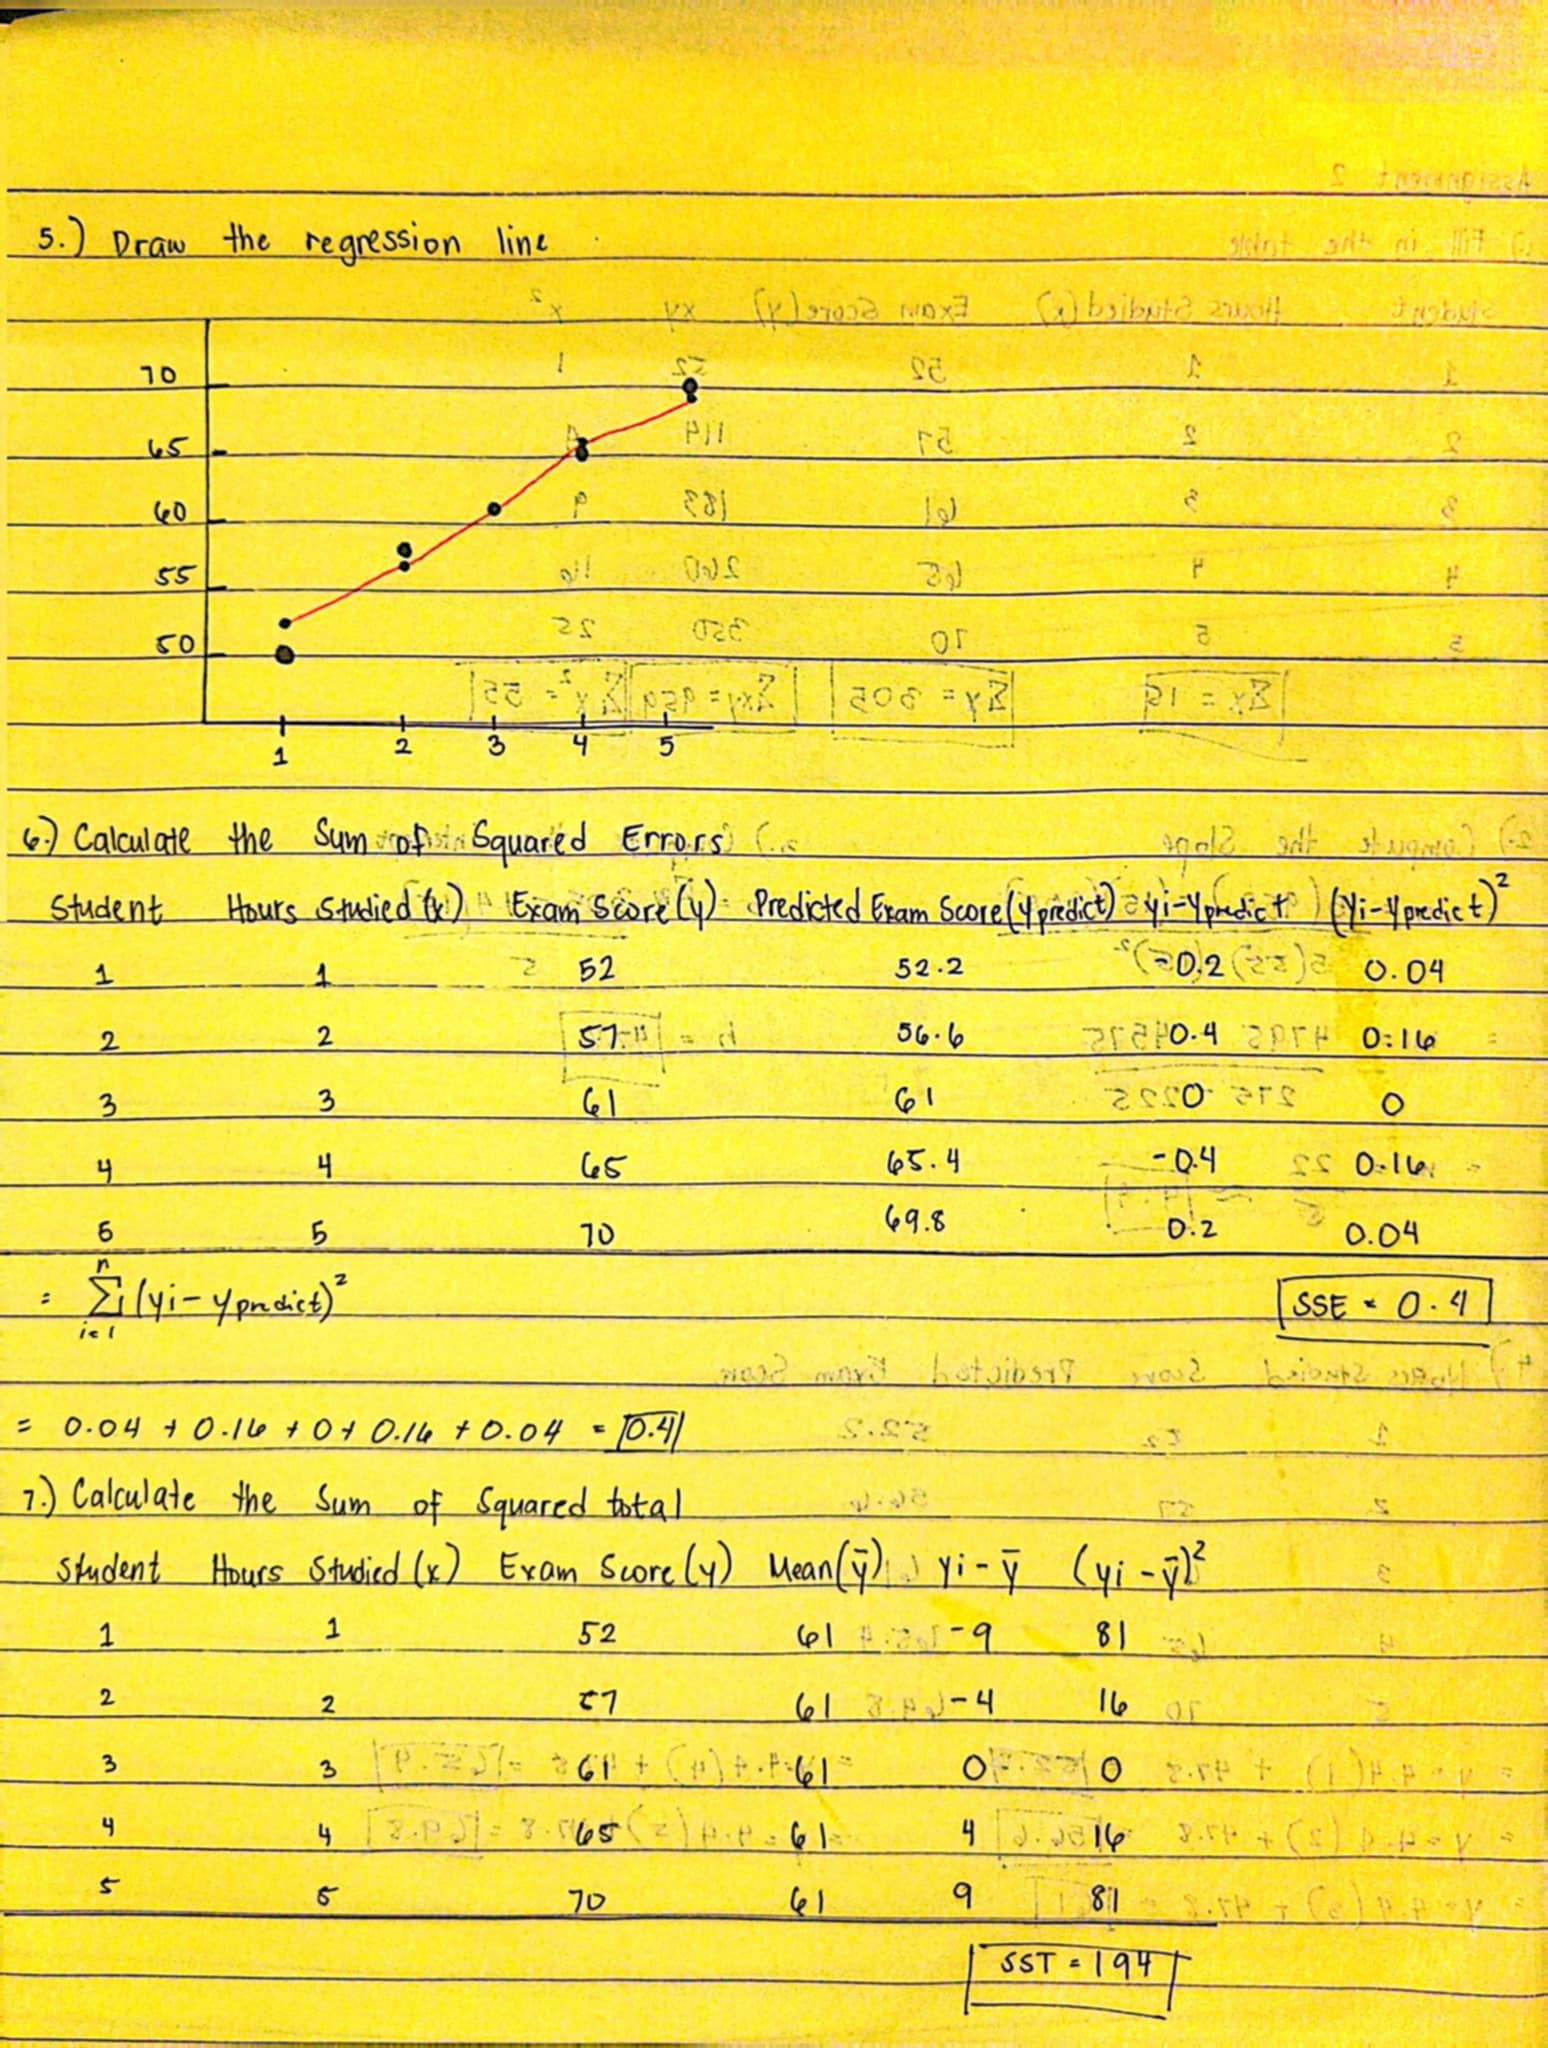 5.) Draw the regression line
70
65
60
55
50
1 2 3 4 5
6.) Calculate the Sum of Squared Errors
Student Hours Studied (x) Exam Score (y) Predicted Exam Score (y predict) yi - y predict (yi - y predict)²
1 1 52 52.2 -0.2 0.04
2 2 57 56.6 0.4 0.16
3 3 61 61 0 0
4 4 65 65.4 -0.4 0.16
5 5 70 69.8 0.2 0.04
= n Σ i=1 (yi - y predict)² SSE = 0.4
= 0.04 + 0.16 + 0 + 0.16 + 0.04 = 0.4
7.) Calculate the Sum of Squared total
Student Hours Studied (x) Exam Score (y) Mean (ȳ) yi - ȳ (yi - ȳ)²
1 1 52 61 -9 81
2 2 57 61 -4 16
3 3 61 61 0 0
4 4 65 61 4 16
5 5 70 61 9 81
SST = 194